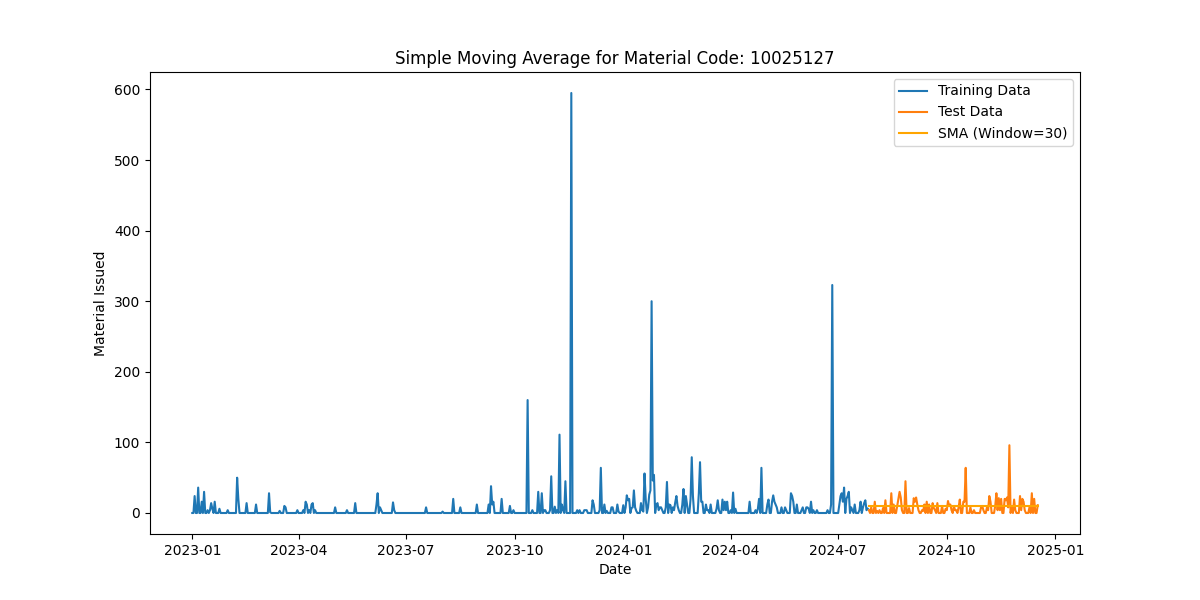 Simple Moving Average for Material Code: 10025127
Training Data
Test Data
SMA (Window=30)
Material Issued
600
500
400
300
200
100
0
2023-01 2023-04 2023-07 2023-10 2024-01 2024-04 2024-07 2024-10 2025-01
Date